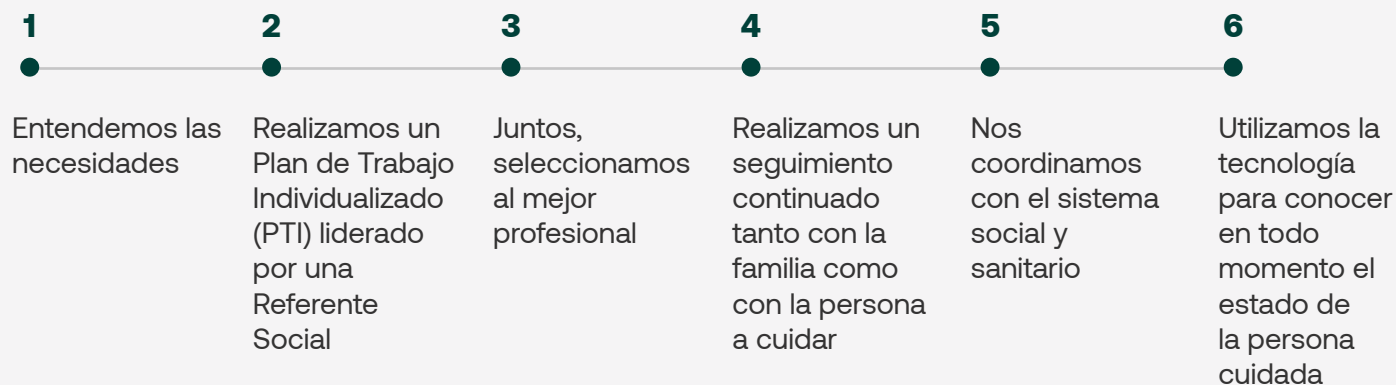 1
Entendemos las
necesidades
2
Realizamos un
Plan de Trabajo
Individualizado
(PTI) liderado
por una
Referente
Social
3
Juntos,
seleccionamos
al mejor
profesional
4
Realizamos un
seguimiento
continuado
tanto con la
familia como
con la persona
a cuidar
5
Nos
coordinamos
con el sistema
social y
sanitario
6
Utilizamos la
tecnología
para conocer
en todo
momento el
estado de
la persona
cuidada